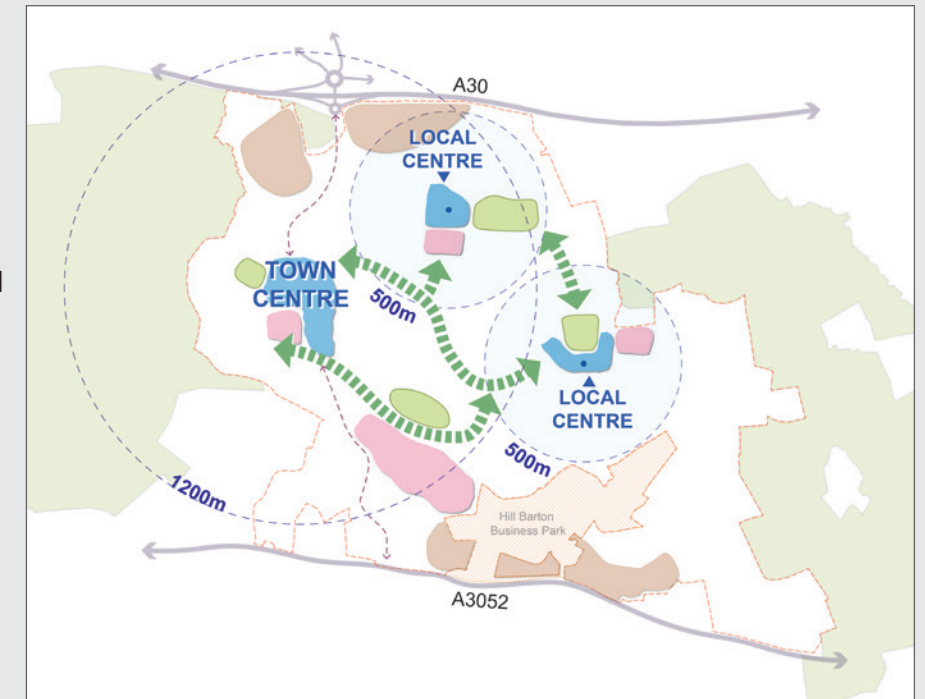 A30
LOCAL
CENTRE
TOWN
CENTRE
500m
LOCAL
CENTRE
500m
1200m
Hill Barton
Business Park
A3052